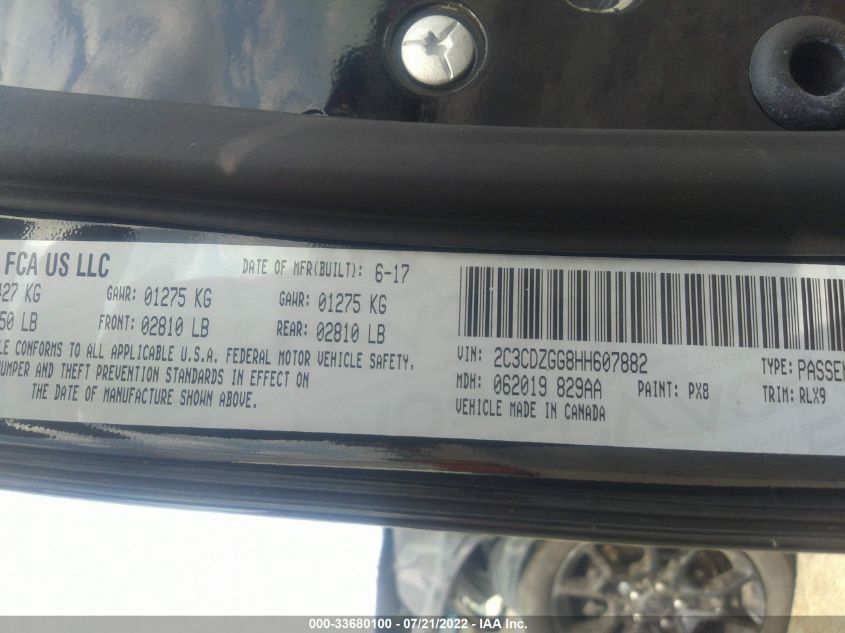 FCA US LLC
DATE OF MFR(BUILT): 6-17
427 KG GAWR: 01275 KG GAWR: 01275 KG
50 LB FRONT: 02810 LB REAR: 02810 LB
LE CONFORMS TO ALL APPLICABLE U.S.A. FEDERAL MOTOR VEHICLE SAFETY,
UMPER AND THEFT PREVENTION STANDARDS IN EFFECT ON
THE DATE OF MANUFACTURE SHOWN ABOVE.
VIN: 2C3CDZGG8HH607882 TYPE: PASSEN
MDH: 062019 829AA PAINT: PX8 TRIM: RLX9
VEHICLE MADE IN CANADA
000-33680100 - 07/21/2022 - IAA Inc.